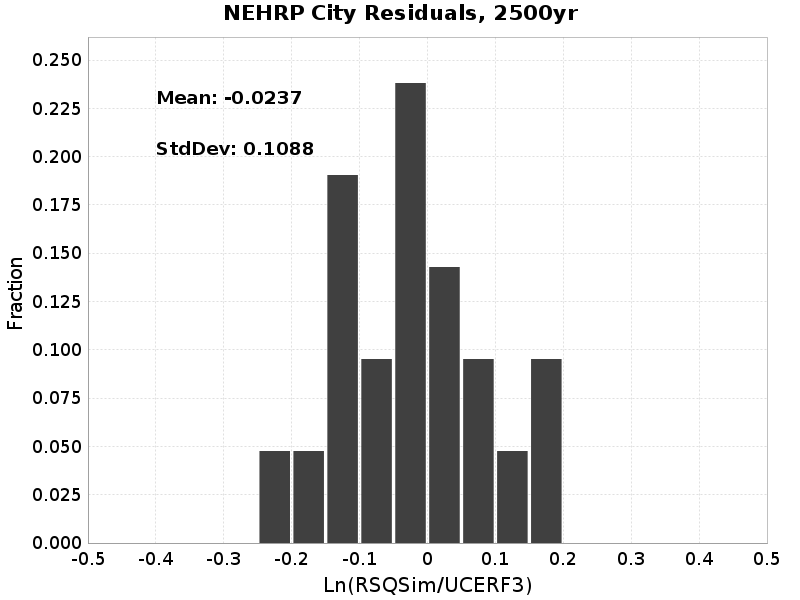 NEHRP City Residuals, 2500yr
0.250
0.225
0.200
0.175
0.150
0.125
0.100
0.075
0.050
0.025
0.000
Fraction
Mean: -0.0237
StdDev: 0.1088
-0.5 -0.4 -0.3 -0.2 -0.1 0 0.1 0.2 0.3 0.4 0.5
Ln(RSQSim/UCERF3)